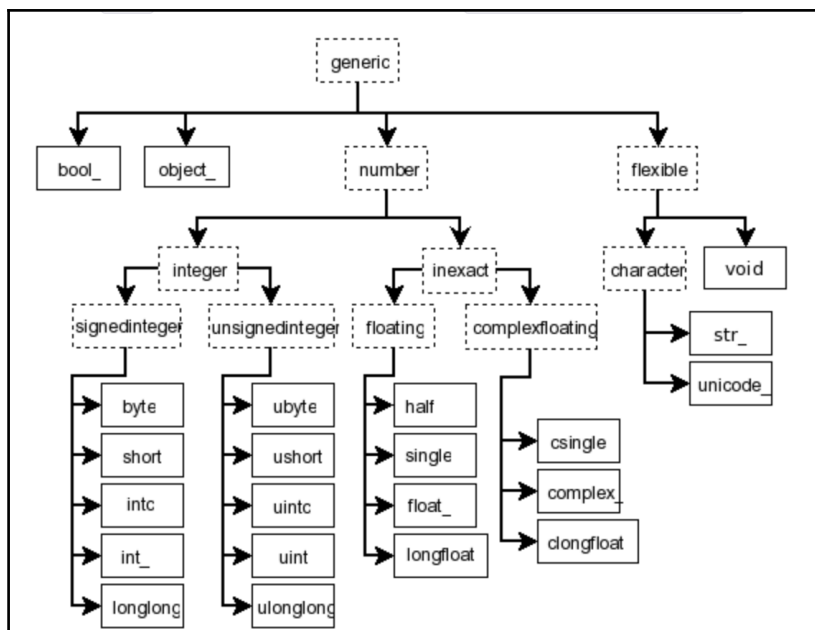 generic
bool_
object_
number
flexible
integer
inexact
character
void
signedinteger
unsignedinteger
floating
complexfloating
str_
unicode_
byte
ubyte
half
csingle
short
ushort
single
complex_
intc
uintc
float_
clongfloat
int_
uint
longfloat
longlong
ulonglong